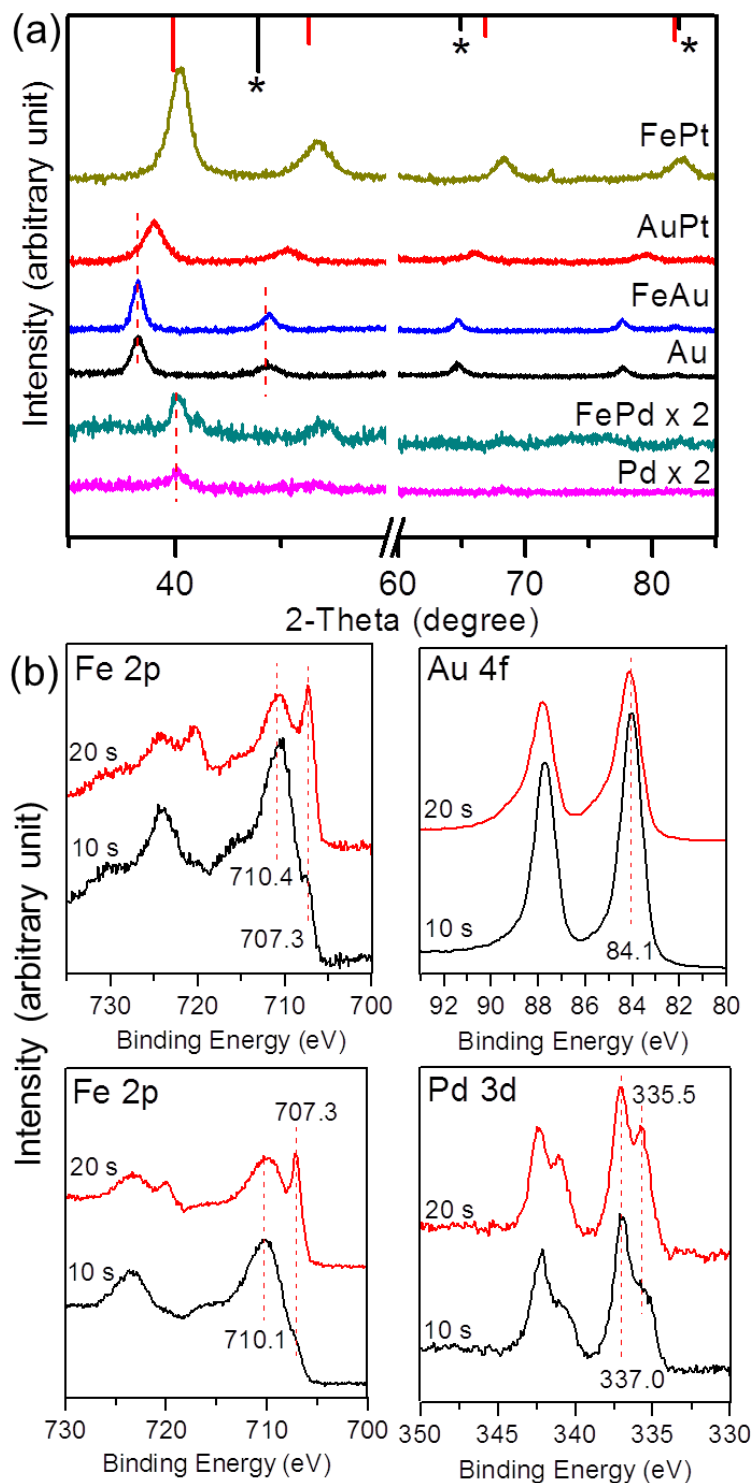 (a)
*
*
*
FePt
AuPt
FeAu
Au
FePd x 2
Pd x 2
Intensity (arbitrary unit)
40
60
70
80
2-Theta (degree)
(b)
Fe 2p
20 s
10 s
710.4
707.3
730
720
710
700
Binding Energy (eV)
Au 4f
20 s
10 s
84.1
92
90
88
86
84
82
80
Binding Energy (eV)
Intensity (arbitrary unit)
Fe 2p
707.3
20 s
10 s
710.1
730
720
710
700
Binding Energy (eV)
Pd 3d
335.5
20 s
10 s
337.0
350
345
340
335
330
Binding Energy (eV)